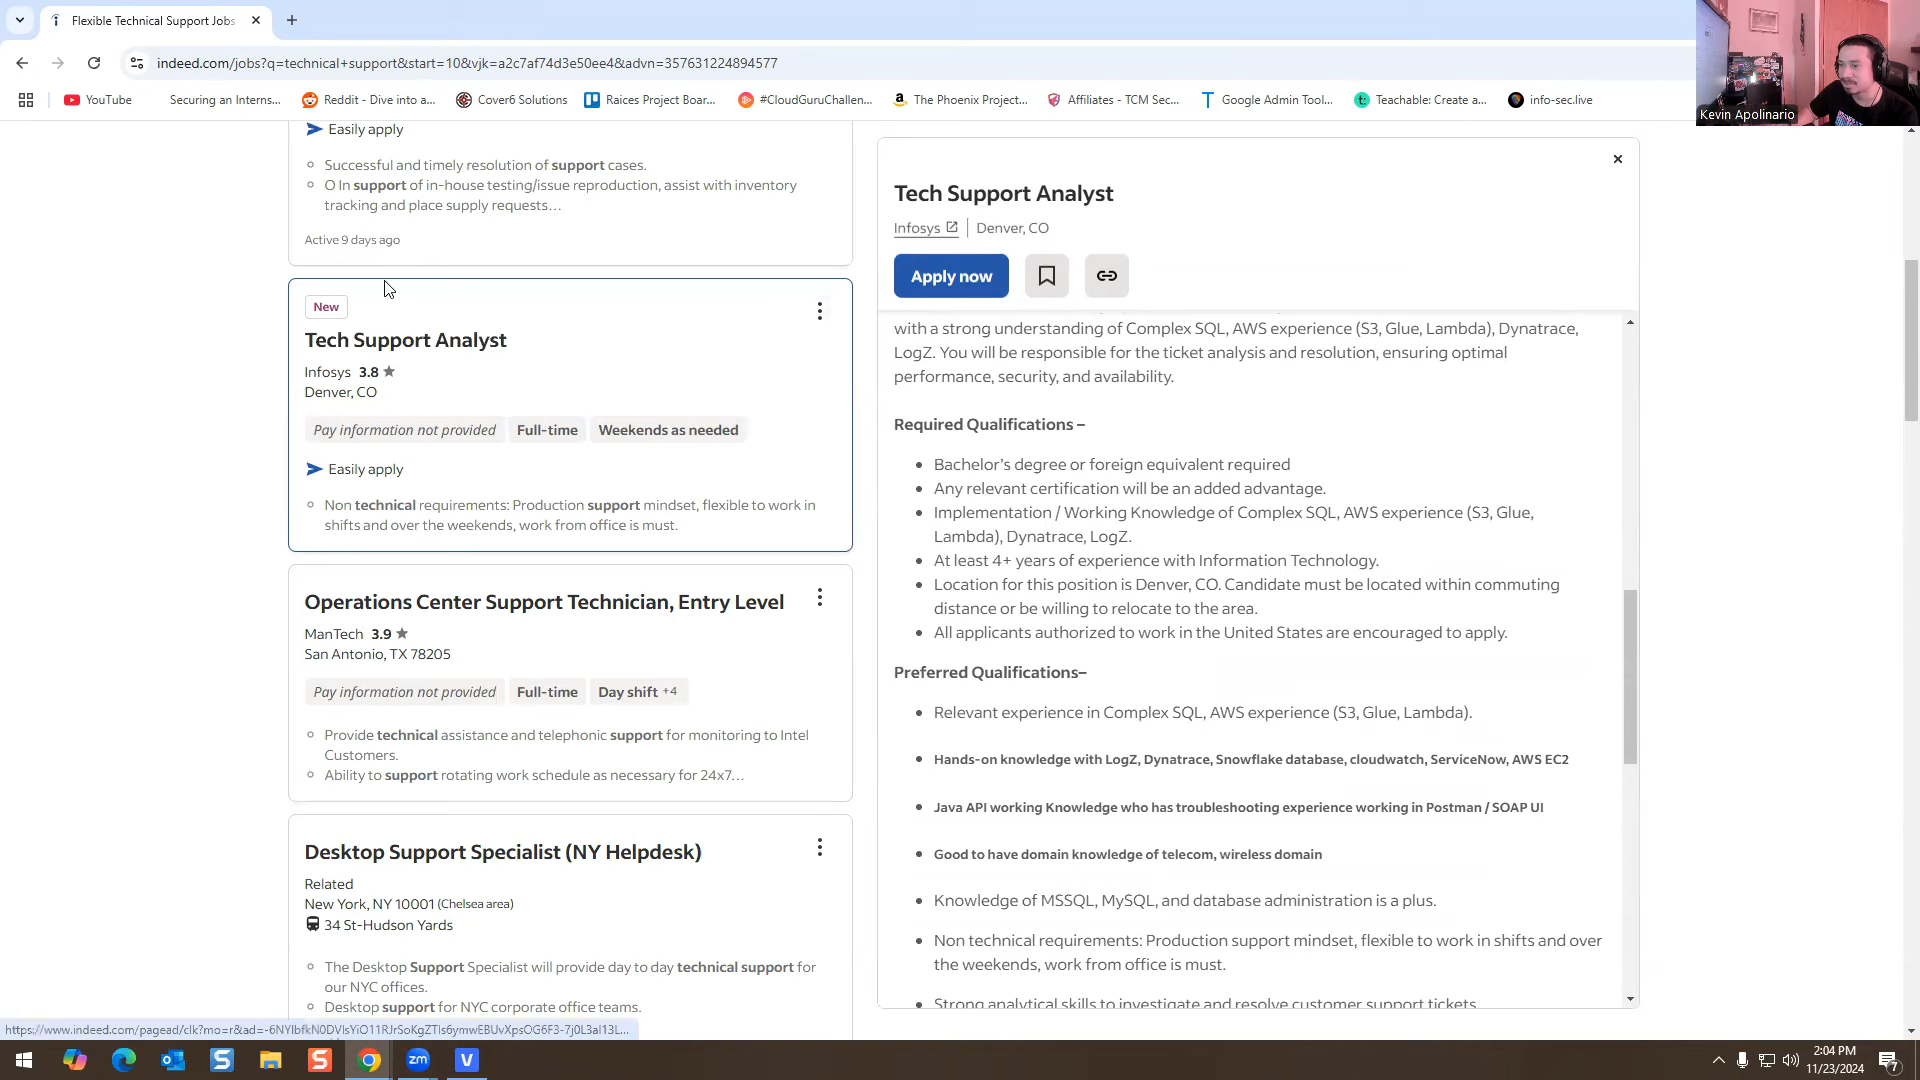 Flexible Technical Support Jobs
indeed.com/jobs?q=technical+support&start=10&vjk=a2c7af74d3e50ee4&advn=357631224894577
YouTube
Securing an Interns...
Reddit - Dive into a...
Cover6 Solutions
Raices Project Boar...
#CloudGuruChallen...
The Phoenix Project...
Affiliates - TCM Sec...
Google Admin Tool...
Teachable: Create a...
info-sec.live
Kevin Apolinario
Easily apply
Successful and timely resolution of support cases.
O In support of in-house testing/issue reproduction, assist with inventory
tracking and place supply requests...
Active 9 days ago
New
Tech Support Analyst
Infosys 3.8
Denver, CO
Pay information not provided
Full-time
Weekends as needed
Easily apply
Non technical requirements: Production support mindset, flexible to work in
shifts and over the weekends, work from office is must.
Operations Center Support Technician, Entry Level
ManTech 3.9
San Antonio, TX 78205
Pay information not provided
Full-time
Day shift +4
Provide technical assistance and telephonic support for monitoring to Intel
Customers.
Ability to support rotating work schedule as necessary for 24x7...
Desktop Support Specialist (NY Helpdesk)
Related
New York, NY 10001 (Chelsea area)
34 St-Hudson Yards
The Desktop Support Specialist will provide day to day technical support for
our NYC offices.
Desktop support for NYC corporate office teams.
Tech Support Analyst
Infosys
Denver, CO
Apply now
with a strong understanding of Complex SQL, AWS experience (S3, Glue, Lambda), Dynatrace,
LogZ. You will be responsible for the ticket analysis and resolution, ensuring optimal
performance, security, and availability.
Required Qualifications –
Bachelor's degree or foreign equivalent required
Any relevant certification will be an added advantage.
Implementation / Working Knowledge of Complex SQL, AWS experience (S3, Glue,
Lambda), Dynatrace, LogZ.
At least 4+ years of experience with Information Technology.
Location for this position is Denver, CO. Candidate must be located within commuting
distance or be willing to relocate to the area.
All applicants authorized to work in the United States are encouraged to apply.
Preferred Qualifications–
Relevant experience in Complex SQL, AWS experience (S3, Glue, Lambda).
Hands-on knowledge with LogZ, Dynatrace, Snowflake database, cloudwatch, ServiceNow, AWS EC2
Java API working Knowledge who has troubleshooting experience working in Postman / SOAP UI
Good to have domain knowledge of telecom, wireless domain
Knowledge of MSSQL, MySQL, and database administration is a plus.
Non technical requirements: Production support mindset, flexible to work in shifts and over
the weekends, work from office is must.
Strong analytical skills to investigate and resolve customer support tickets
2:04 PM
11/23/2024